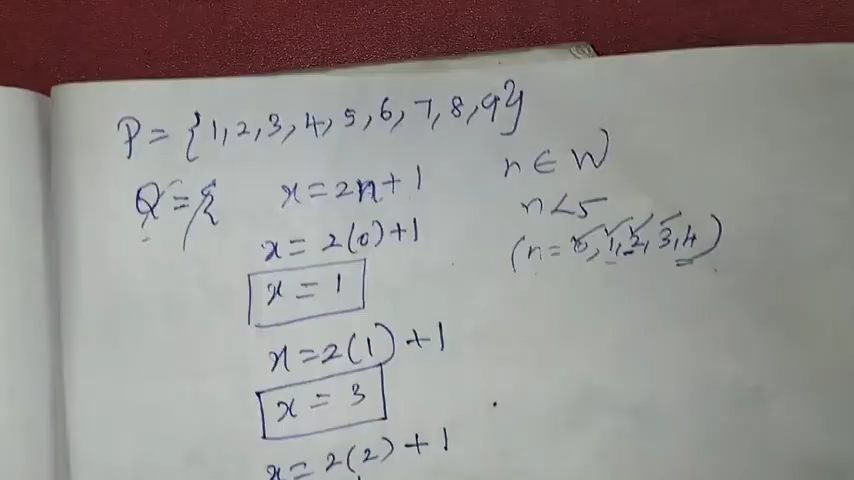 P = {1, 2, 3, 4, 5, 6, 7, 8, 9}
n ∈ W
Q = { x = 2n + 1
n < 5
x = 2(0) + 1
(n = 0, 1, 2, 3, 4)
x = 1
x = 2(1) + 1
x = 3
x = 2(2) + 1